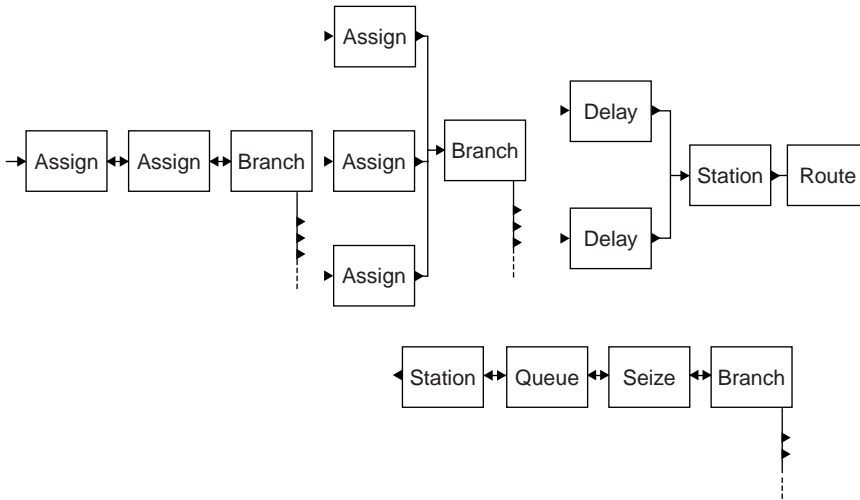 Assign
Assign
Branch
Assign
Assign
Assign
Branch
Delay
Delay
Station
Route
Station
Queue
Seize
Branch